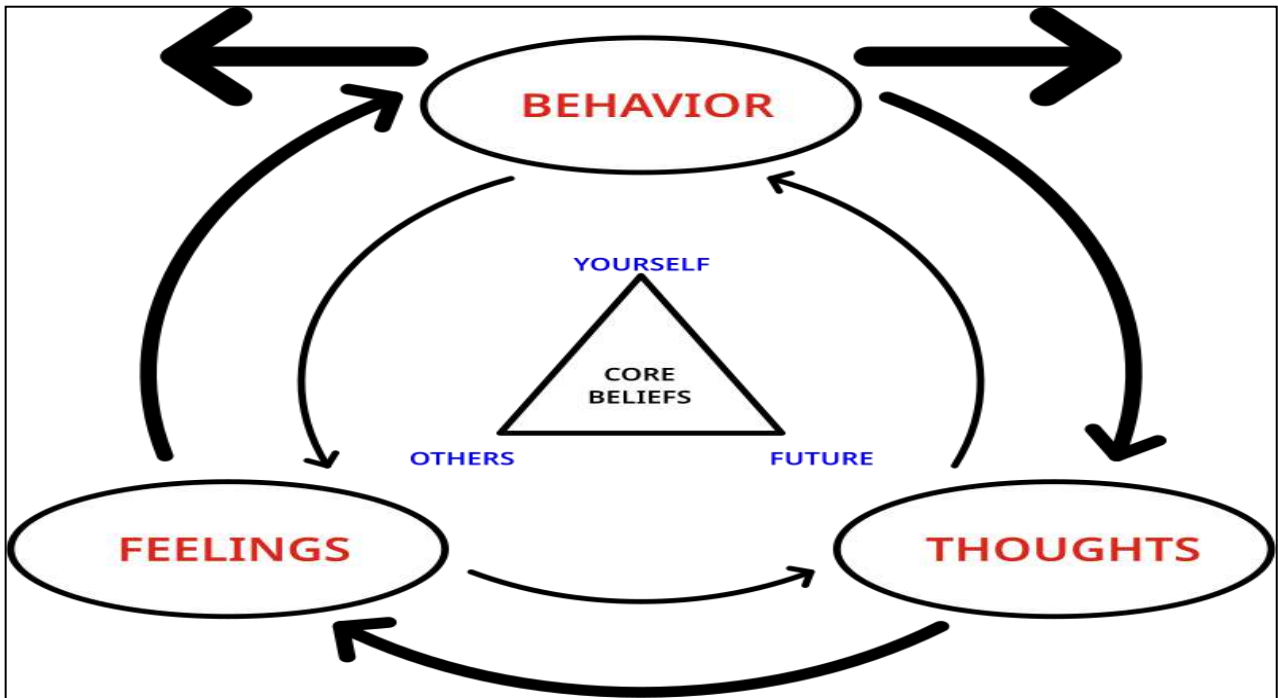 BEHAVIOR
YOURSELF
CORE
BELIEFS
OTHERS
FUTURE
FEELINGS
THOUGHTS